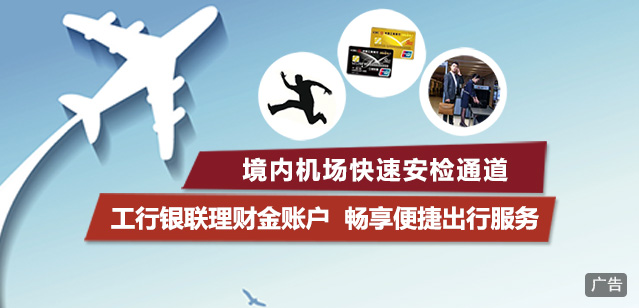 境内机场快速安检通道
工行银联理财金账户 畅享便捷出行服务
广告